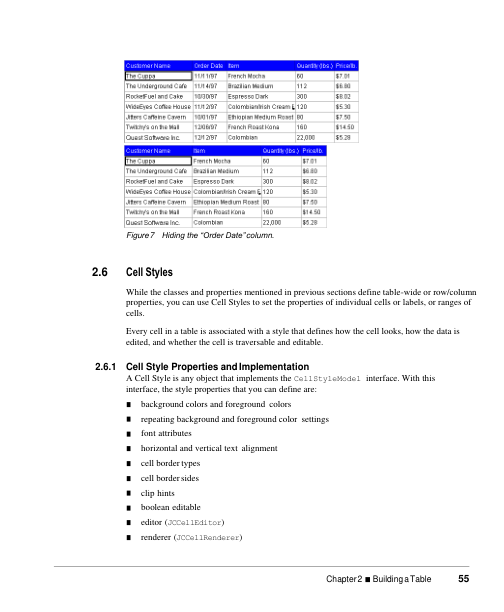 Customer Name Order Date Item Quantity (lbs.) Price/lb.
The Cuppa 11/11/97 French Mocha 60 $7.01
The Underground Cafe 11/14/97 Brazilian Medium 112 $6.80
RocketFuel and Cake 10/30/97 Espresso Dark 300 $8.02
WideEyes Coffee House 11/12/97 Colombian/Irish Cream 120 $5.30
Jitters Caffeine Cavern 10/01/97 Ethiopian Medium Roast 80 $7.50
Twitchy's on the Mall 12/06/97 French Roast Kona 160 $14.50
Quest Software Inc. 12/12/97 Colombian 22,000 $5.28
Customer Name Item Quantity (lbs.) Price/lb.
The Cuppa French Mocha 60 $7.01
The Underground Cafe Brazilian Medium 112 $6.80
RocketFuel and Cake Espresso Dark 300 $8.02
WideEyes Coffee House Colombian/Irish Cream 120 $5.30
Jitters Caffeine Cavern Ethiopian Medium Roast 80 $7.50
Twitchy's on the Mall French Roast Kona 160 $14.50
Quest Software Inc. Colombian 22,000 $5.28
Figure 7 Hiding the “Order Date” column.
2.6 Cell Styles
While the classes and properties mentioned in previous sections define table-wide or row/column
properties, you can use Cell Styles to set the properties of individual cells or labels, or ranges of
cells.
Every cell in a table is associated with a style that defines how the cell looks, how the data is
edited, and whether the cell is traversable and editable.
2.6.1 Cell Style Properties and Implementation
A Cell Style is any object that implements the CellStyleModel interface. With this
interface, the style properties that you can define are:
■ background colors and foreground colors
■ repeating background and foreground color settings
■ font attributes
■ horizontal and vertical text alignment
■ cell border types
■ cell border sides
■ clip hints
■ boolean editable
■ editor (JCCellEditor)
■ renderer (JCCellRenderer)
Chapter 2 ■ Building a Table 55